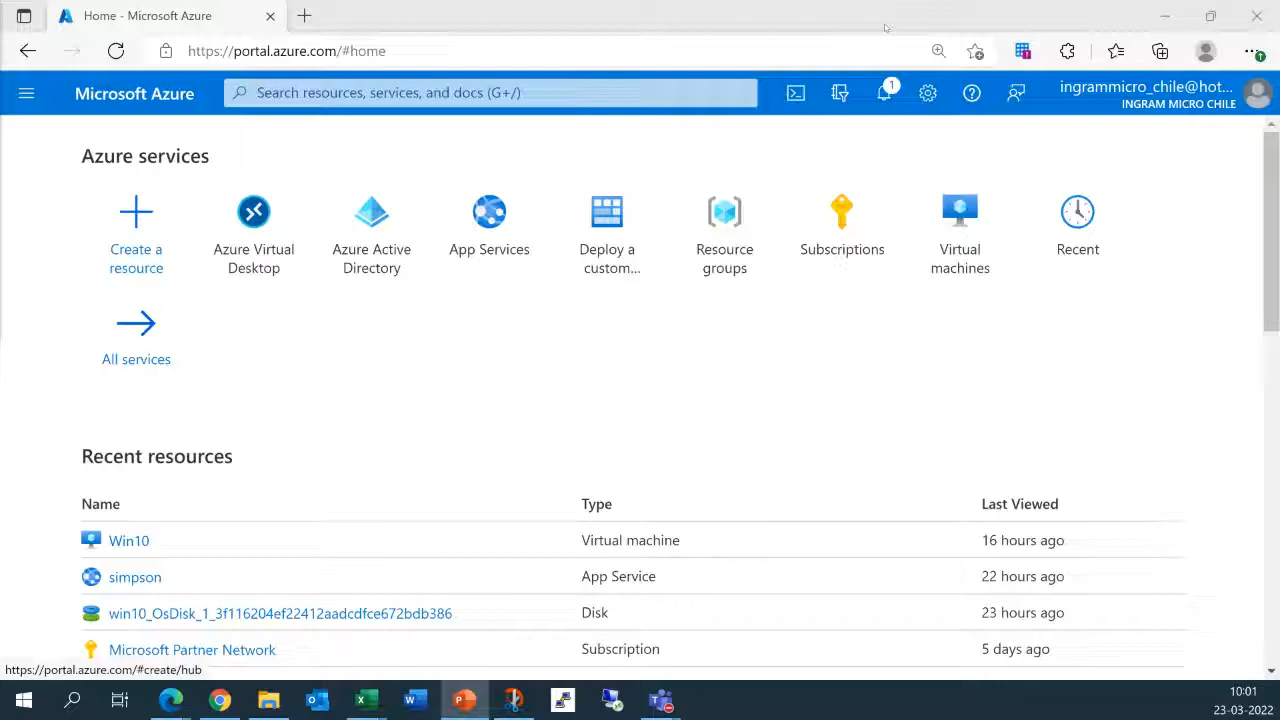 Home - Microsoft Azure
https://portal.azure.com/#home
Microsoft Azure
Search resources, services, and docs (G+/)
1
ingrammicro_chile@hot...
INGRAM MICRO CHILE
Azure services
Create a
resource
Azure Virtual
Desktop
Azure Active
Directory
App Services
Deploy a
custom...
Resource
groups
Subscriptions
Virtual
machines
Recent
All services
Recent resources
Name Type Last Viewed
Win10 Virtual machine 16 hours ago
simpson App Service 22 hours ago
win10_OsDisk_1_3f116204ef22412aadcdfce672bdb386 Disk 23 hours ago
Microsoft Partner Network Subscription 5 days ago
https://portal.azure.com/#create/hub
10:01
23-03-2022